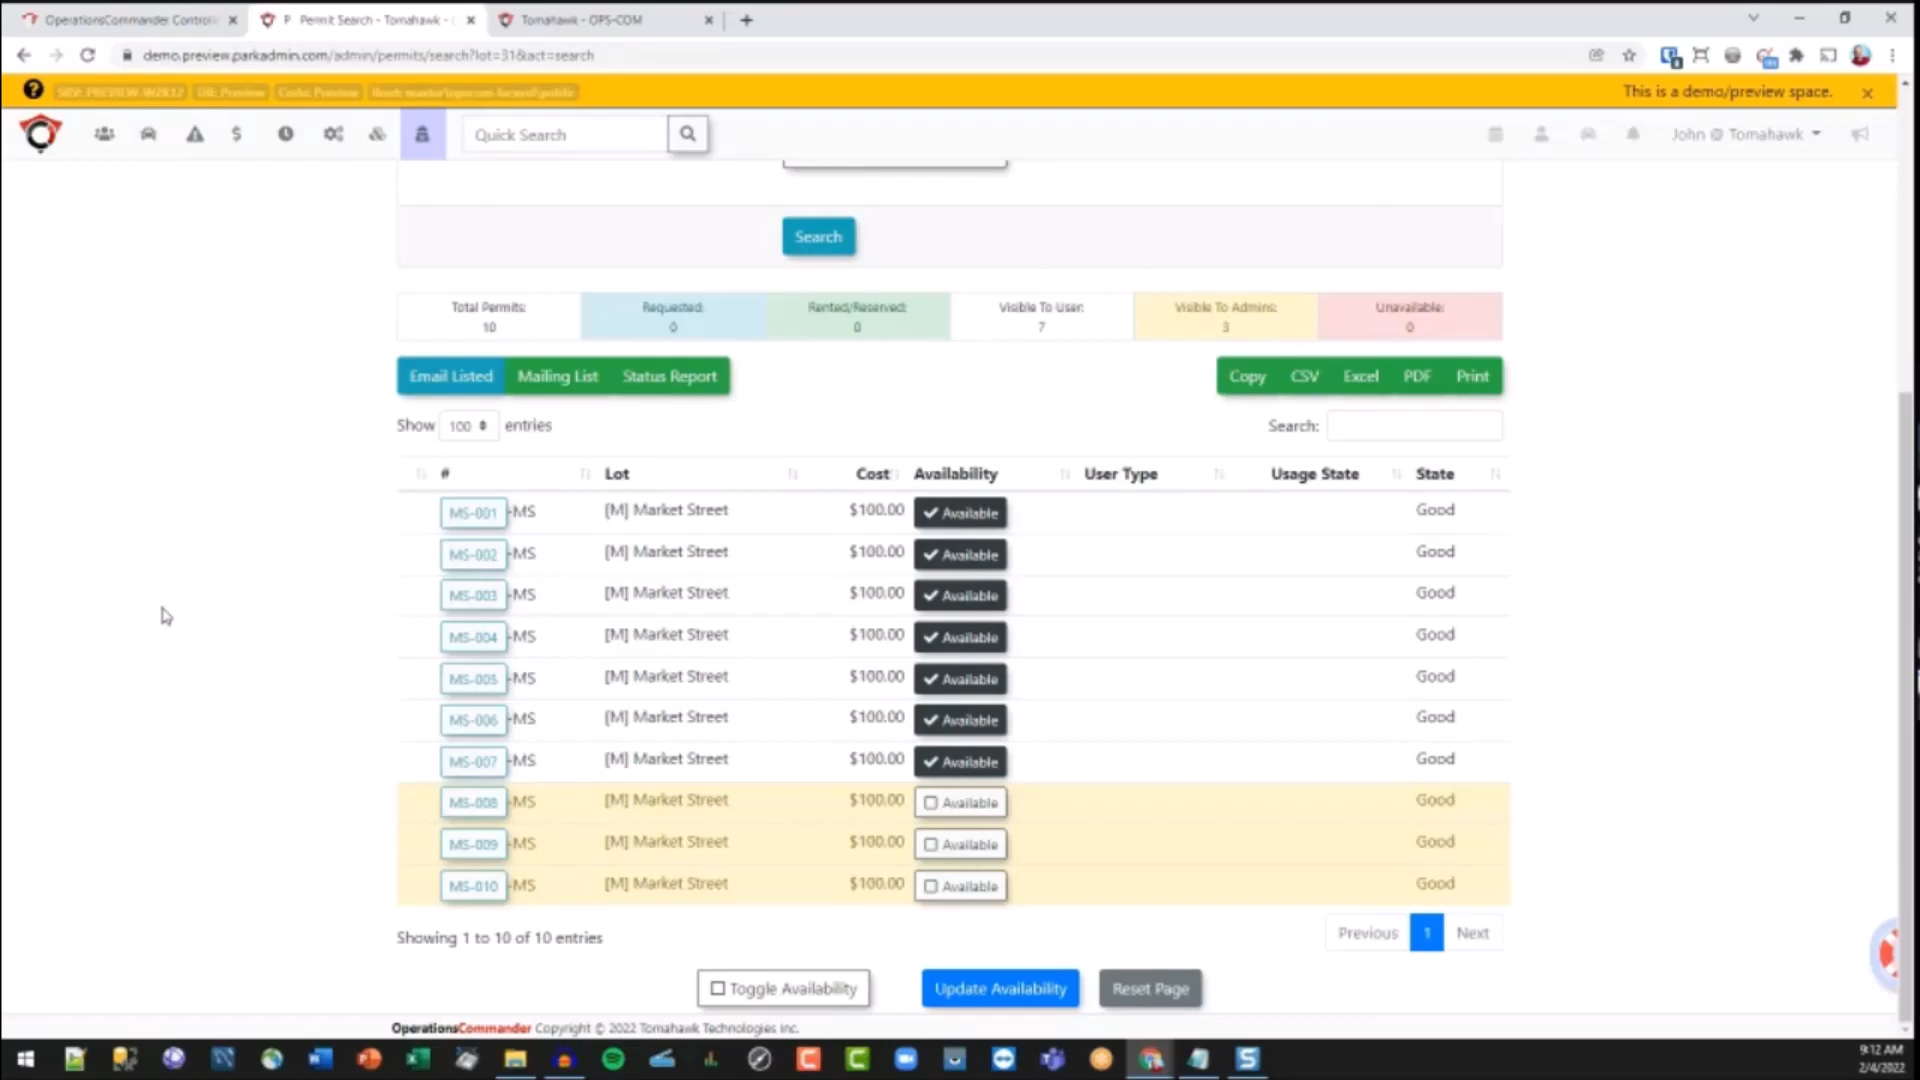 OperationsCommander Controll
P Permit Search - Tomahawk - C
Tomahawk - OPS-COM
demo.preview.parkadmin.com/admin/permits/search?lot=31&act=search
SRV: PREVIEW-W2K12 DB: Preview Code: Preview
This is a demo/preview space.
Quick Search
John @ Tomahawk
Search
Total Permits: Requested: Rented/Reserved: Visible To User: Visible To Admins: Unavailable:
10 0 0 7 3 0
Email Listed Mailing List Status Report Copy CSV Excel PDF Print
Show 100 entries Search:
# Lot Cost Availability User Type Usage State State
MS-001 -MS [M] Market Street $100.00 Available Good
MS-002 -MS [M] Market Street $100.00 Available Good
MS-003 -MS [M] Market Street $100.00 Available Good
MS-004 -MS [M] Market Street $100.00 Available Good
MS-005 -MS [M] Market Street $100.00 Available Good
MS-006 -MS [M] Market Street $100.00 Available Good
MS-007 -MS [M] Market Street $100.00 Available Good
MS-008 -MS [M] Market Street $100.00 Available Good
MS-009 -MS [M] Market Street $100.00 Available Good
MS-010 -MS [M] Market Street $100.00 Available Good
Showing 1 to 10 of 10 entries Previous 1 Next
Toggle Availability Update Availability Reset Page
OperationsCommander Copyright © 2022 Tomahawk Technologies Inc.
9:12 AM
2/4/2022